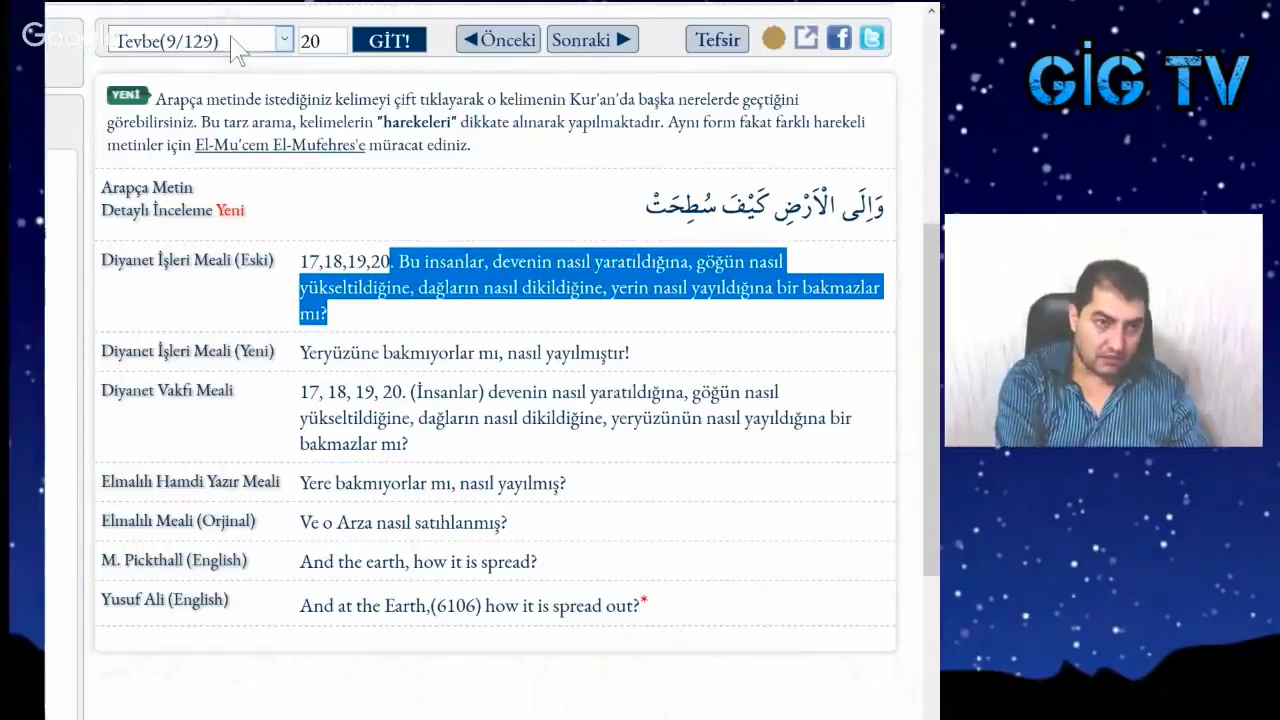 Tevbe(9/129)
20
GİT!
◄Önceki
Sonraki ►
Tefsir
GİG TV
YENİ Arapça metinde istediğiniz kelimeyi çift tıklayarak o kelimenin Kur'an'da başka nerelerde geçtiğini
görebilirsiniz. Bu tarz arama, kelimelerin "harekeleri" dikkate alınarak yapılmaktadır. Aynı form fakat farklı harekeli
metinler için El-Mu'cem El-Mufehres'e müracat ediniz.
Arapça Metin
Detaylı İnceleme Yeni
وَاِلَى الْاَرْضِ كَيْفَ سُطِحَتْ
Diyanet İşleri Meali (Eski)
17,18,19,20. Bu insanlar, devenin nasıl yaratıldığına, göğün nasıl
yükseltildiğine, dağların nasıl dikildiğine, yerin nasıl yayıldığına bir bakmazlar
mı?
Diyanet İşleri Meali (Yeni)
Yeryüzüne bakmıyorlar mı, nasıl yayılmıştır!
Diyanet Vakfı Meali
17, 18, 19, 20. (İnsanlar) devenin nasıl yaratıldığına, göğün nasıl
yükseltildiğine, dağların nasıl dikildiğine, yeryüzünün nasıl yayıldığına bir
bakmazlar mı?
Elmalılı Hamdi Yazır Meali
Yere bakmıyorlar mı, nasıl yayılmış?
Elmalılı Meali (Orjinal)
Ve o Arza nasıl satıhlanmış?
M. Pickthall (English)
And the earth, how it is spread?
Yusuf Ali (English)
And at the Earth,(6106) how it is spread out?*